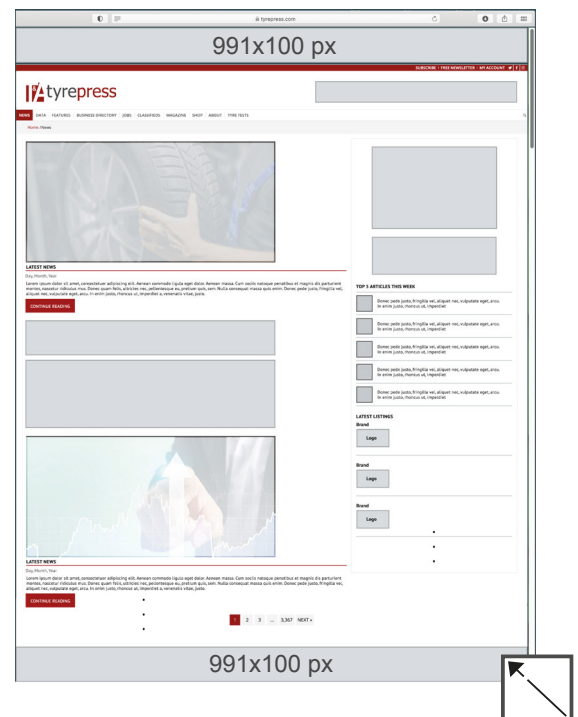 tyrepress.com
991x100 px
SUBSCRIBE • FREE NEWSLETTER • MY ACCOUNT
tyrepress
NEWS DATA FEATURES BUSINESS DIRECTORY JOBS CLASSIFIEDS MAGAZINE SHOP ABOUT TYRE TESTS
Home /News
LATEST NEWS
Day, Month, Year
Lorem ipsum dolor sit amet, consectetuer adipiscing elit. Aenean commodo ligula eget dolor. Aenean massa. Cum sociis natoque penatibus et magnis dis parturient
montes, nascetur ridiculus mus. Donec quam felis, ultricies nec, pellentesque eu, pretium quis, sem. Nulla consequat massa quis enim. Donec pede justo, fringilla vel,
aliquet nec, vulputate eget, arcu. In enim justo, rhoncus ut, imperdiet a, venenatis vitae, justo.
CONTINUE READING
LATEST NEWS
Day, Month, Year
Lorem ipsum dolor sit amet, consectetuer adipiscing elit. Aenean commodo ligula eget dolor. Aenean massa. Cum sociis natoque penatibus et magnis dis parturient
montes, nascetur ridiculus mus. Donec quam felis, ultricies nec, pellentesque eu, pretium quis, sem. Nulla consequat massa quis enim. Donec pede justo, fringilla vel,
aliquet nec, vulputate eget, arcu. In enim justo, rhoncus ut, imperdiet a, venenatis vitae, justo.
CONTINUE READING
1 2 3 ... 3,367 NEXT »
TOP 5 ARTICLES THIS WEEK
Donec pede justo, fringilla vel, aliquet nec, vulputate eget, arcu.
In enim justo, rhoncus ut, imperdiet
Donec pede justo, fringilla vel, aliquet nec, vulputate eget, arcu.
In enim justo, rhoncus ut, imperdiet
Donec pede justo, fringilla vel, aliquet nec, vulputate eget, arcu.
In enim justo, rhoncus ut, imperdiet
Donec pede justo, fringilla vel, aliquet nec, vulputate eget, arcu.
In enim justo, rhoncus ut, imperdiet
Donec pede justo, fringilla vel, aliquet nec, vulputate eget, arcu.
In enim justo, rhoncus ut, imperdiet
LATEST LISTINGS
Brand
Logo
Brand
Logo
Brand
Logo
991x100 px